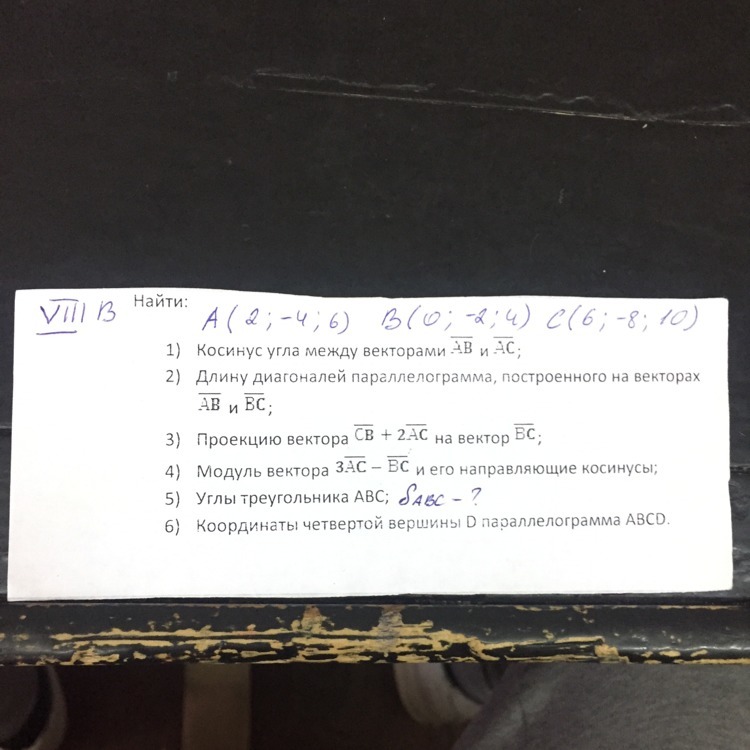 VIII В Найти:
А(2; -4; 6) В(0; -2; 4) С(6; -8; 10)
1) Косинус угла между векторами AB и AC;
2) Длину диагоналей параллелограмма, построенного на векторах
AB и BC;
3) Проекцию вектора CB + 2AC на вектор BC;
4) Модуль вектора 3AC − BC и его направляющие косинусы;
5) Углы треугольника ABC; S ABC - ?
6) Координаты четвертой вершины D параллелограмма ABCD.